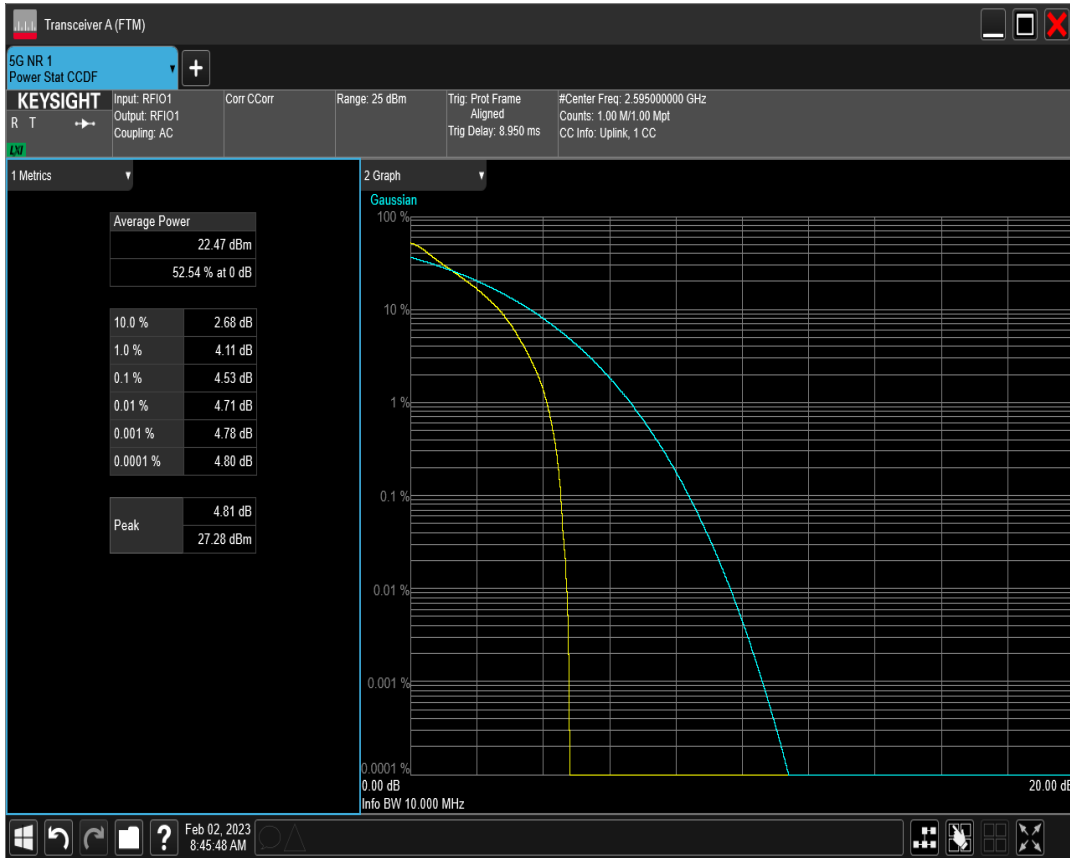 Transceiver A (FTM)
5G NR 1
Power Stat CCDF
KEYSIGHT
R T
LXI
Input: RFIO1
Output: RFIO1
Coupling: AC
Corr CCorr
Range: 25 dBm
Trig: Prot Frame
Aligned
Trig Delay: 8.950 ms
#Center Freq: 2.595000000 GHz
Counts: 1.00 M/1.00 Mpt
CC Info: Uplink, 1 CC
1 Metrics
Average Power
22.47 dBm
52.54 % at 0 dB
10.0 % 2.68 dB
1.0 % 4.11 dB
0.1 % 4.53 dB
0.01 % 4.71 dB
0.001 % 4.78 dB
0.0001 % 4.80 dB
Peak 4.81 dB
27.28 dBm
2 Graph
Gaussian
100 %
10 %
1 %
0.1 %
0.01 %
0.001 %
0.0001 %
0.00 dB 20.00 dB
Info BW 10.000 MHz
?
Feb 02, 2023
8:45:48 AM